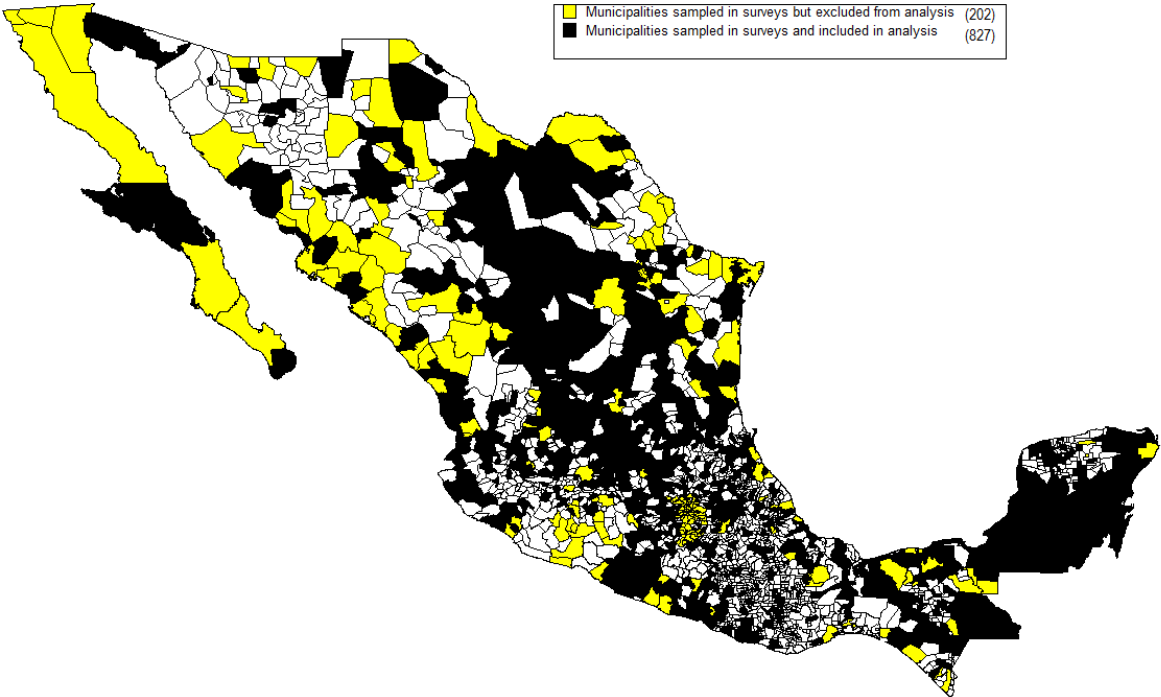 Municipalities sampled in surveys but excluded from analysis (202)
Municipalities sampled in surveys and included in analysis (827)